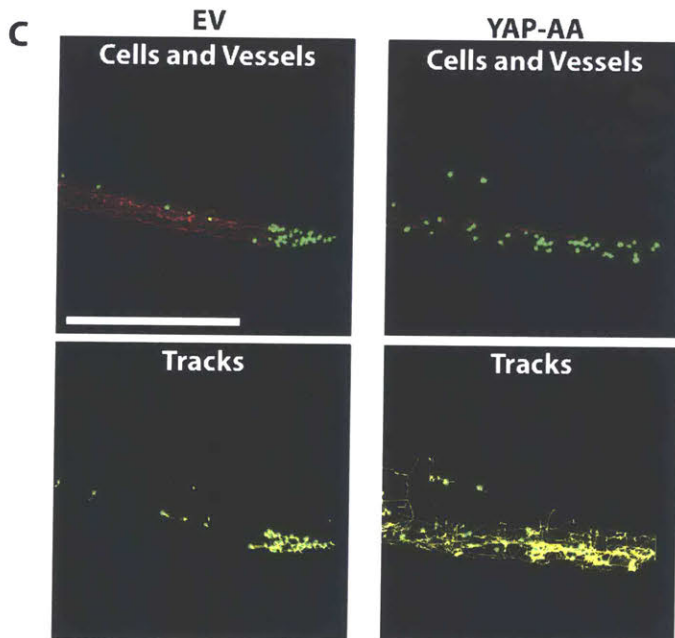 C
EV
YAP-AA
Cells and Vessels
Cells and Vessels
Tracks
Tracks